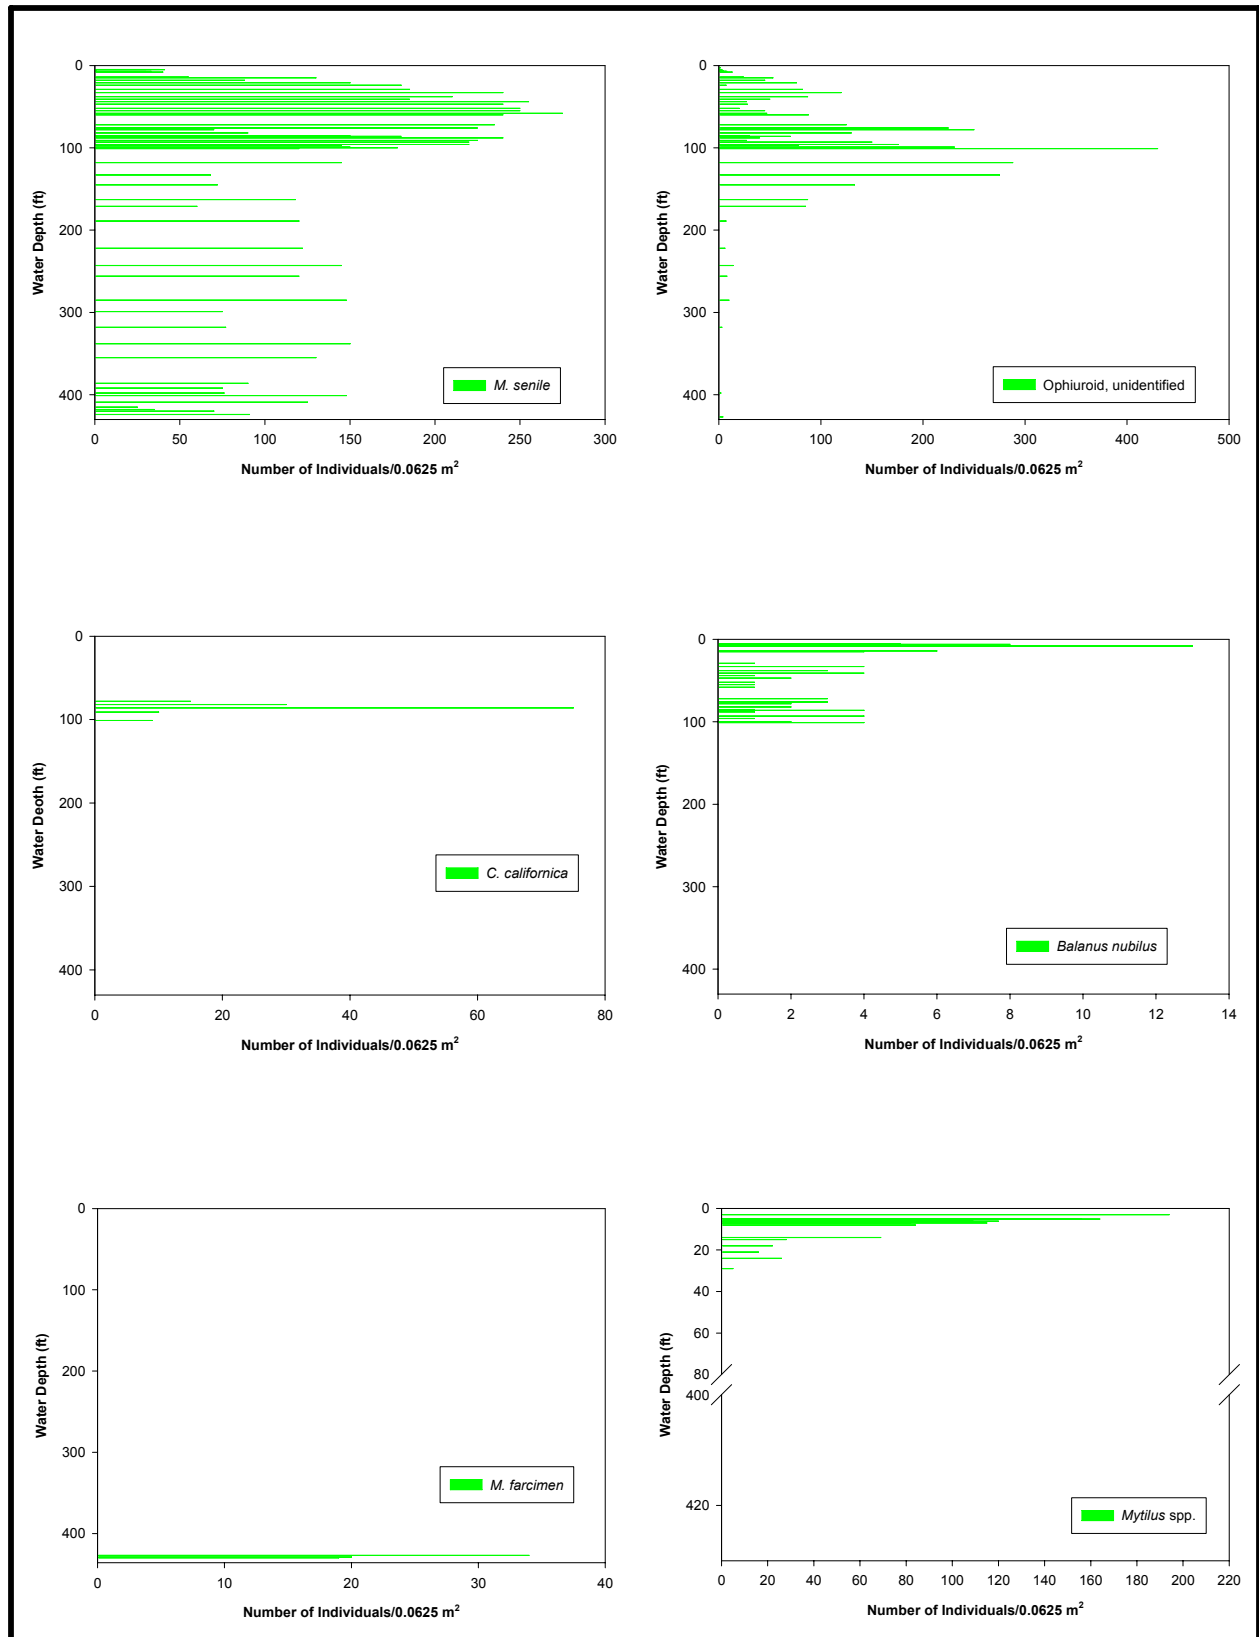 0
100
200
300
400
Water Depth (ft)
M. senile
0 50 100 150 200 250 300
Number of Individuals/0.0625 m²
0
100
200
300
400
Water Depth (ft)
Ophiuroid, unidentified
0 100 200 300 400 500
Number of Individuals/0.0625 m²
0
100
200
300
400
Water Deoth (ft)
C. californica
0 20 40 60 80
Number of Individuals/0.0625 m²
0
100
200
300
400
Water Depth (ft)
Balanus nubilus
0 2 4 6 8 10 12 14
Number of Individuals/0.0625 m²
0
100
200
300
400
Water Depth (ft)
M. farcimen
0 10 20 30 40
Number of Individuals/0.0625 m²
0
20
40
60
80
400
420
Water Depth (ft)
Mytilus spp.
0 20 40 60 80 100 120 140 160 180 200 220
Number of Individuals/0.0625 m²